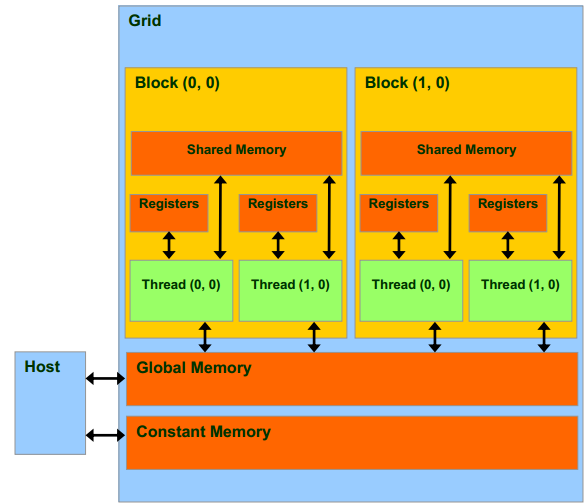 Grid
Block (0, 0)
Block (1, 0)
Shared Memory
Shared Memory
Registers
Registers
Registers
Registers
Thread (0, 0)
Thread (1, 0)
Thread (0, 0)
Thread (1, 0)
Host
Global Memory
Constant Memory